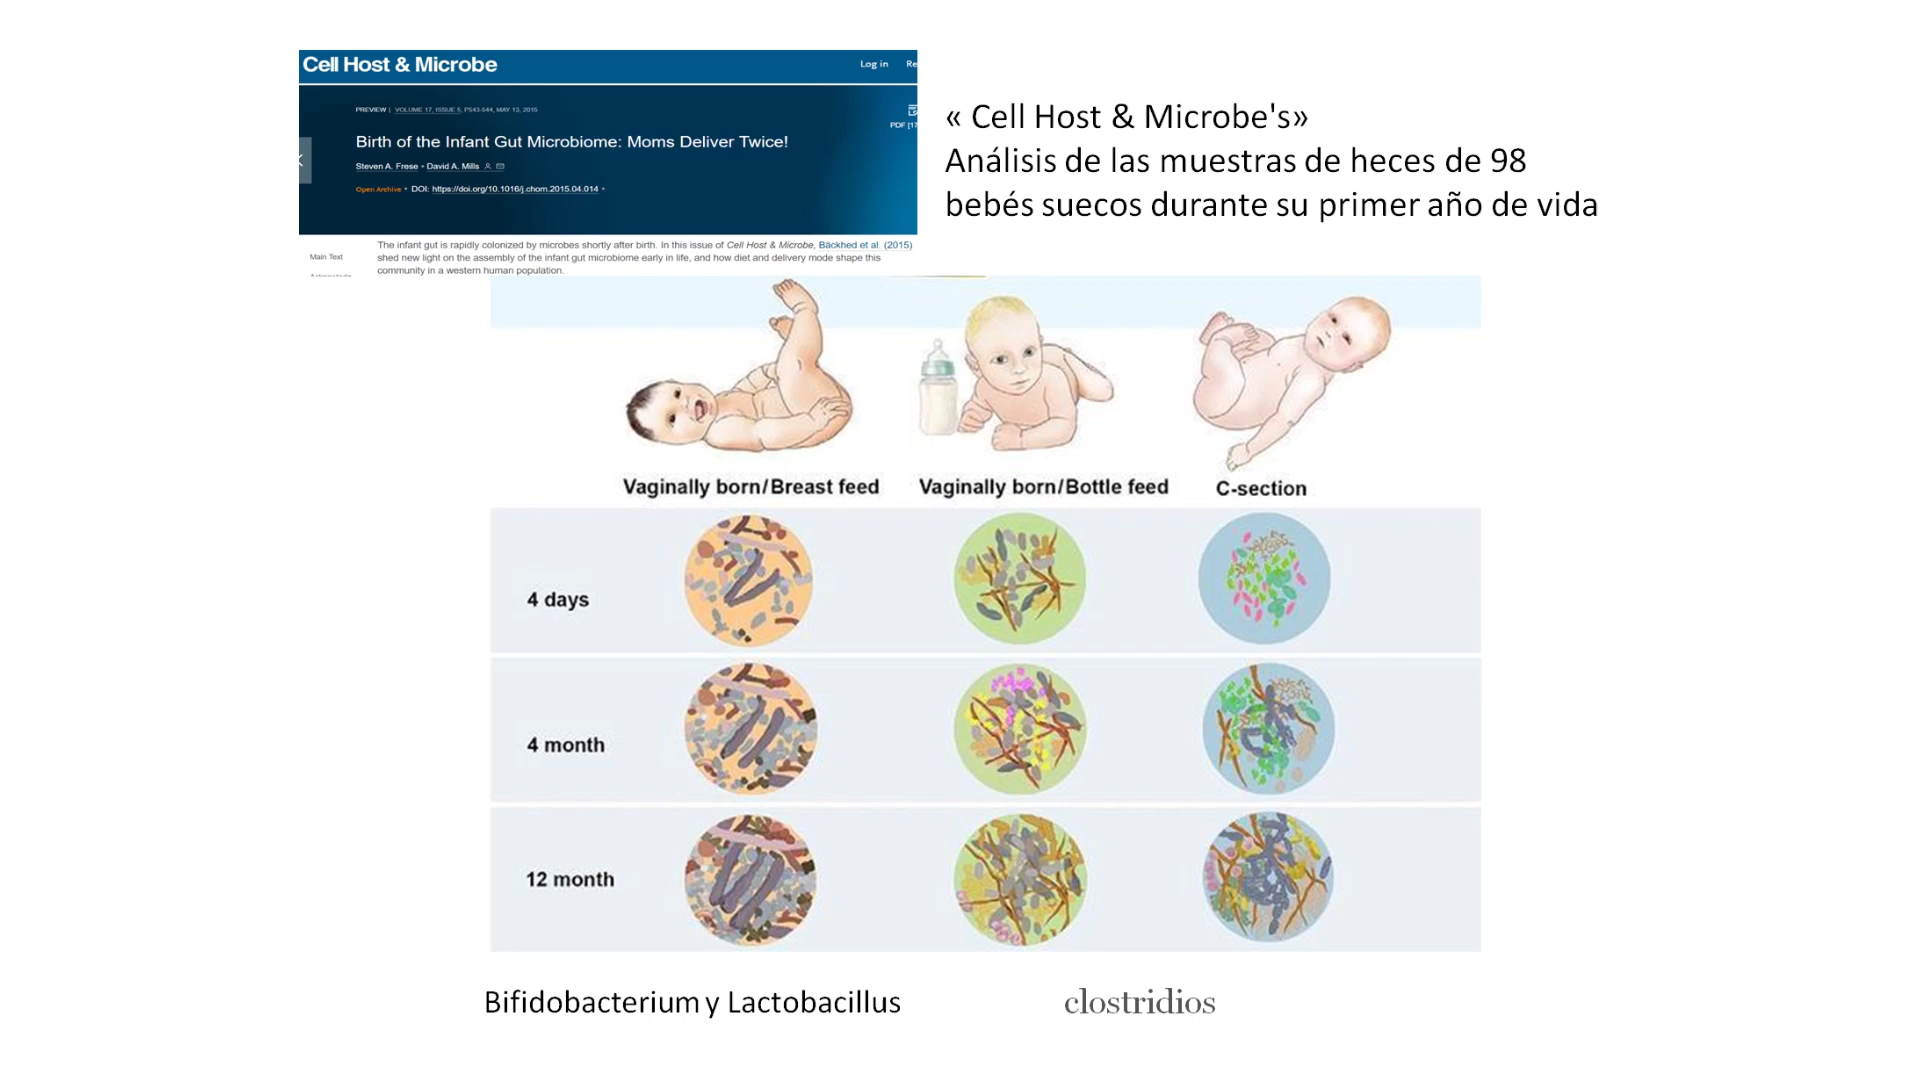 Cell Host & Microbe
Log in Re
PREVIEW | VOLUME 17, ISSUE 5, P543-544, MAY 13, 2015
PDF [17
Birth of the Infant Gut Microbiome: Moms Deliver Twice!
Steven A. Frese • David A. Mills
Open Archive • DOI: https://doi.org/10.1016/j.chom.2015.04.014 •
Main Text
The infant gut is rapidly colonized by microbes shortly after birth. In this issue of Cell Host & Microbe, Bäckhed et al. (2015)
shed new light on the assembly of the infant gut microbiome early in life, and how diet and delivery mode shape this
community in a western human population.
« Cell Host & Microbe's»
Análisis de las muestras de heces de 98
bebés suecos durante su primer año de vida
Vaginally born/Breast feed
Vaginally born/Bottle feed
C-section
4 days
4 month
12 month
Bifidobacterium y Lactobacillus
clostridios